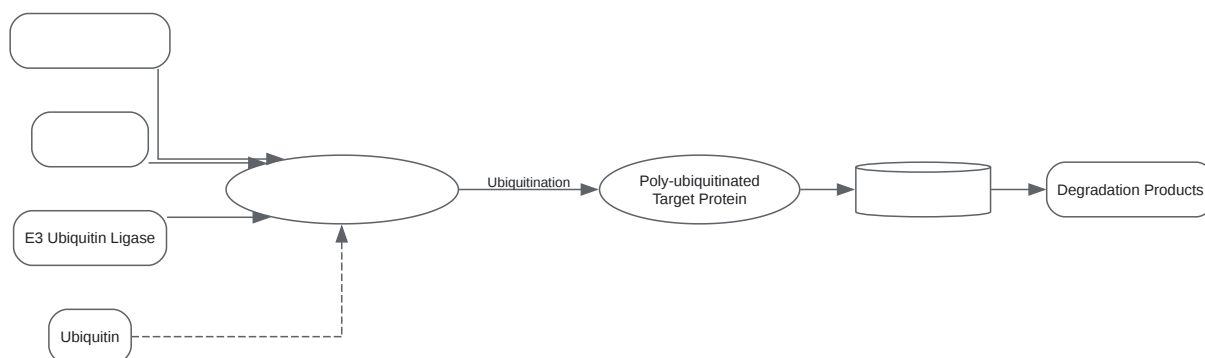 Ubiquitination
Poly-ubiquitinated
Target Protein
Degradation Products
E3 Ubiquitin Ligase
Ubiquitin